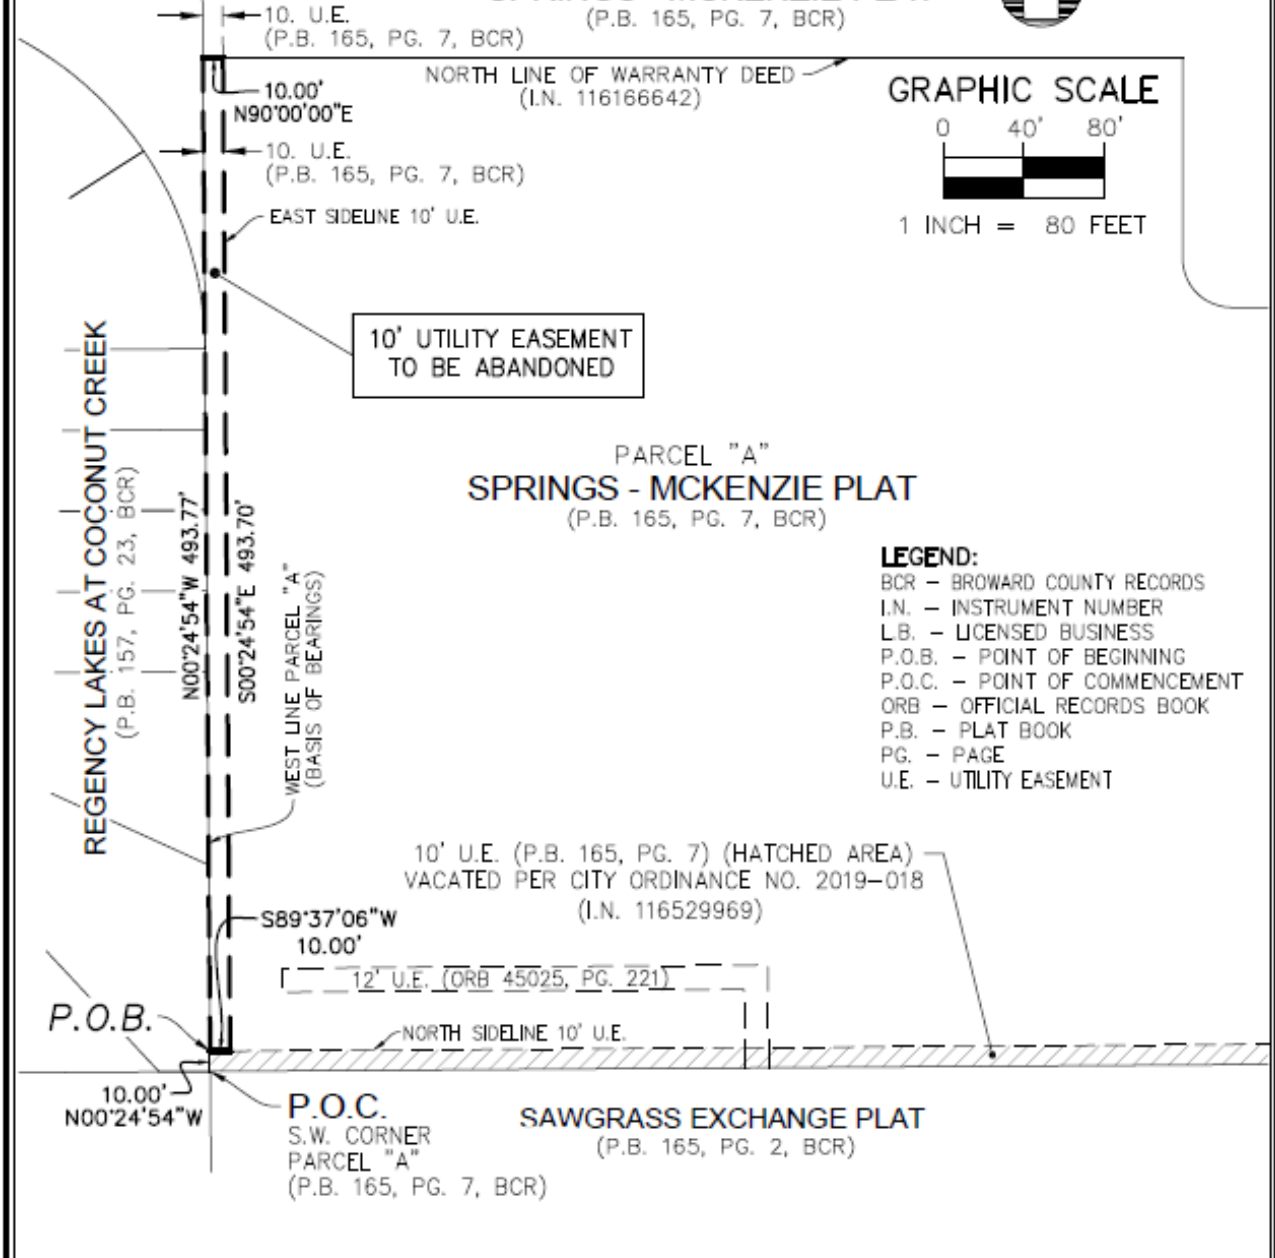 (P.B. 165, PG. 7, BCR)
10. U.E.
(P.B. 165, PG. 7, BCR)
NORTH LINE OF WARRANTY DEED
(I.N. 116166642)
10.00'
N90°00'00"E
GRAPHIC SCALE
0 40' 80'
1 INCH = 80 FEET
10. U.E.
(P.B. 165, PG. 7, BCR)
EAST SIDELINE 10' U.E.
10' UTILITY EASEMENT
TO BE ABANDONED
REGENCY LAKES AT COCONUT CREEK
(P.B. 157, PG. 23, BCR)
N00°24'54"W 493.77'
S00°24'54"E 493.70'
WEST LINE PARCEL "A"
(BASIS OF BEARINGS)
PARCEL "A"
SPRINGS - MCKENZIE PLAT
(P.B. 165, PG. 7, BCR)
LEGEND:
BCR - BROWARD COUNTY RECORDS
I.N. - INSTRUMENT NUMBER
L.B. - LICENSED BUSINESS
P.O.B. - POINT OF BEGINNING
P.O.C. - POINT OF COMMENCEMENT
ORB - OFFICIAL RECORDS BOOK
P.B. - PLAT BOOK
PG. - PAGE
U.E. - UTILITY EASEMENT
10' U.E. (P.B. 165, PG. 7) (HATCHED AREA)
VACATED PER CITY ORDINANCE NO. 2019-018
(I.N. 116529969)
S89°37'06"W
10.00'
12' U.E. (ORB 45025, PG. 221)
P.O.B.
NORTH SIDELINE 10' U.E.
10.00'
N00°24'54"W
P.O.C.
S.W. CORNER
PARCEL "A"
(P.B. 165, PG. 7, BCR)
SAWGRASS EXCHANGE PLAT
(P.B. 165, PG. 2, BCR)